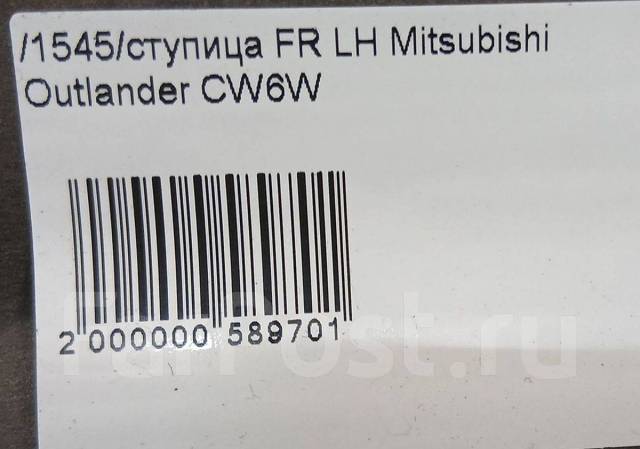 /1545/ступица FR LH Mitsubishi
Outlander CW6W
2 000000 589701
FarPost.ru